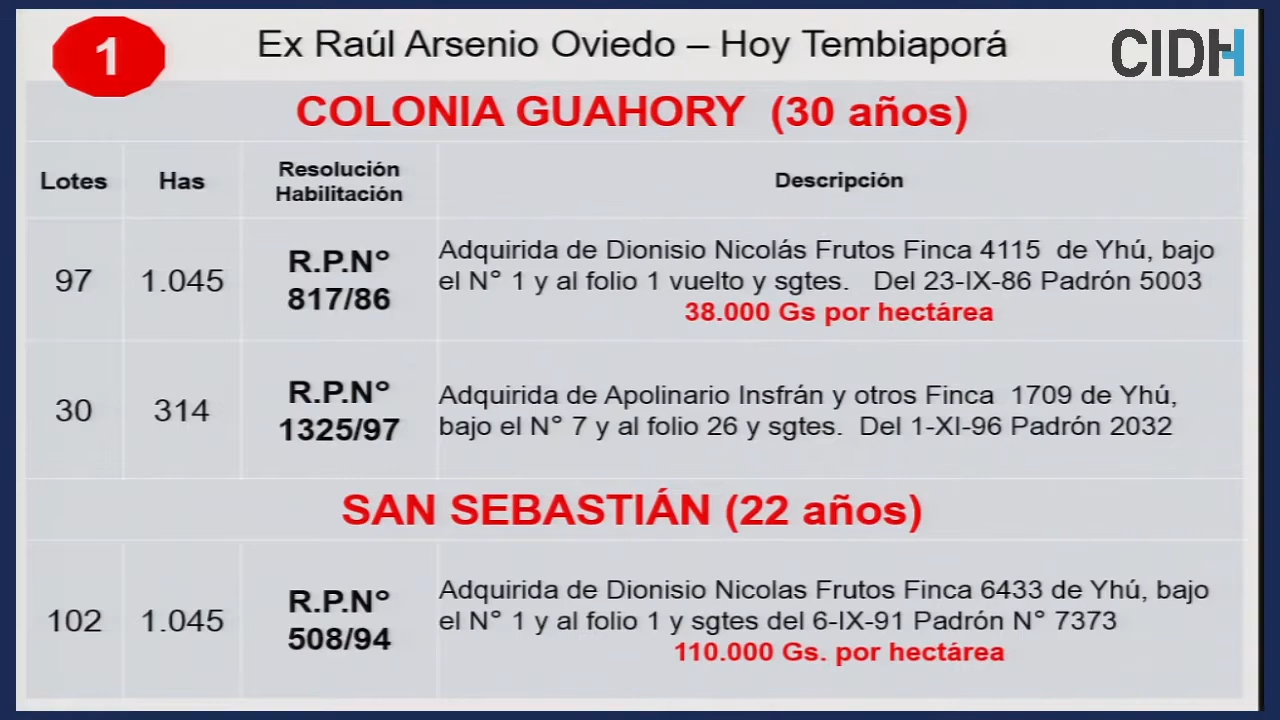 1
Ex Raúl Arsenio Oviedo – Hoy Tembiaporá
CIDH
COLONIA GUAHORY (30 años)
Lotes
Has
Resolución
Habilitación
Descripción
97
1.045
R.P.N°
817/86
Adquirida de Dionisio Nicolás Frutos Finca 4115 de Yhú, bajo
el N° 1 y al folio 1 vuelto y sgtes. Del 23-IX-86 Padrón 5003
38.000 Gs por hectárea
30
314
R.P.N°
1325/97
Adquirida de Apolinario Insfrán y otros Finca 1709 de Yhú,
bajo el N° 7 y al folio 26 y sgtes. Del 1-XI-96 Padrón 2032
SAN SEBASTIÁN (22 años)
102
1.045
R.P.N°
508/94
Adquirida de Dionisio Nicolas Frutos Finca 6433 de Yhú, bajo
el N° 1 y al folio 1 y sgtes del 6-IX-91 Padrón N° 7373
110.000 Gs. por hectárea